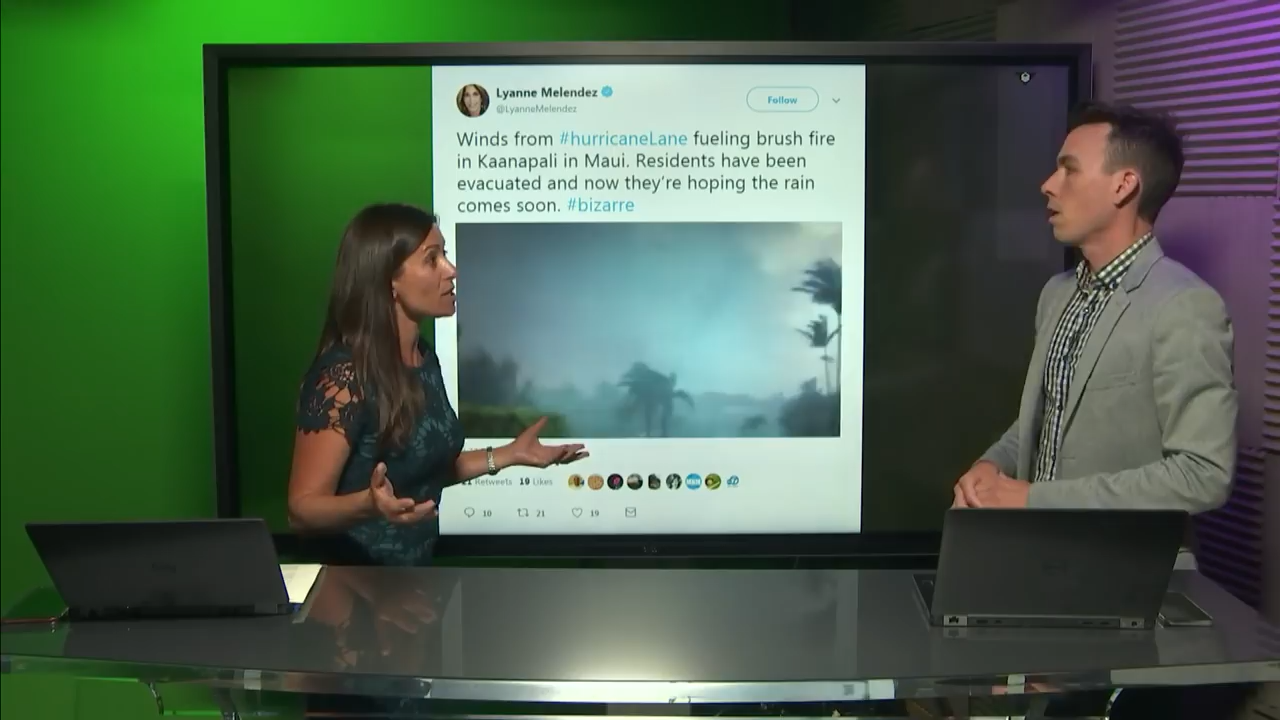 Lyanne Melendez
@LyanneMelendez
Follow
Winds from #hurricaneLane fueling brush fire
in Kaanapali in Maui. Residents have been
evacuated and now they're hoping the rain
comes soon. #bizarre
Retweets 19 Likes
10 21 19